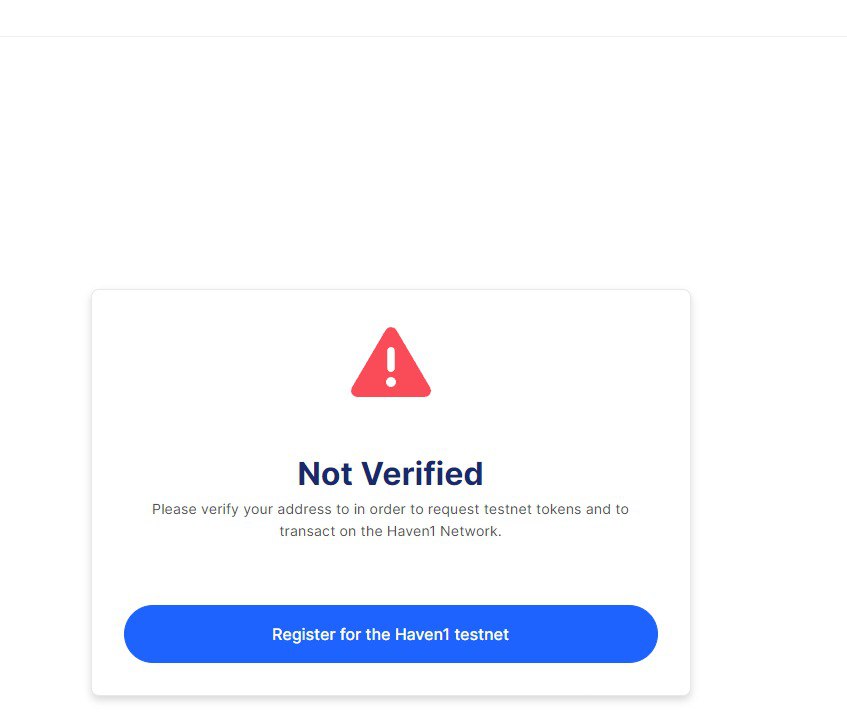 Not Verified
Please verify your address to in order to request testnet tokens and to
transact on the Haven1 Network.
Register for the Haven1 testnet